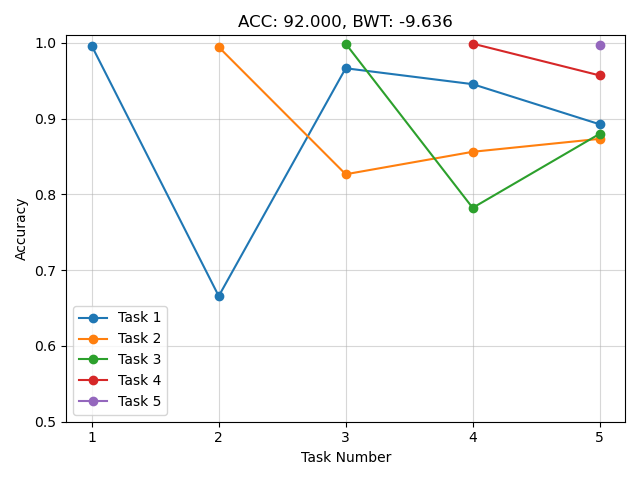 ACC: 92.000, BWT: -9.636
1.0
0.9
0.8
0.7
0.6
0.5
Accuracy
Task 1
Task 2
Task 3
Task 4
Task 5
1 2 3 4 5
Task Number